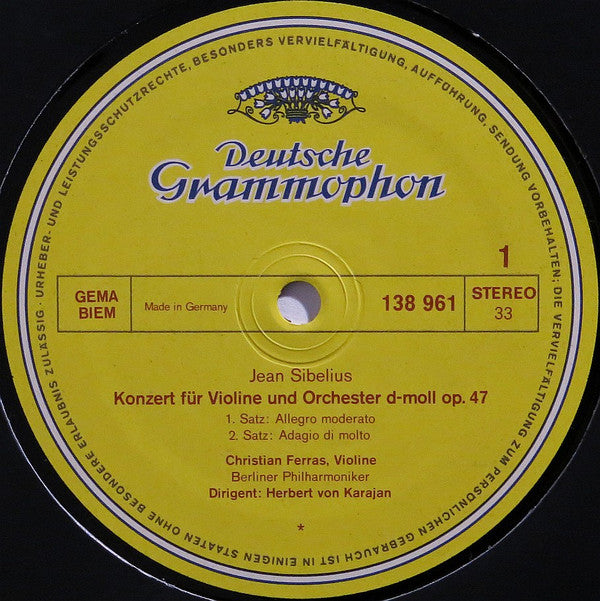 URHEBER- UND LEISTUNGSSCHUTZRECHTE, BESONDERS VERVIELFÄLTIGUNG, AUFFÜHRUNG, SENDUNG VORBEHALTEN; DIE VERVIELFÄLTIGUNG ZUM PERSÖNLICHEN GEBRAUCH IST IN EINIGEN STAATEN OHNE BESONDERE ERLAUBNIS ZULÄSSIG ·
Deutsche
Grammophon
1
GEMA
BIEM
Made in Germany
138 961
STEREO
33
Jean Sibelius
Konzert für Violine und Orchester d-moll op. 47
1. Satz: Allegro moderato
2. Satz: Adagio di molto
Christian Ferras, Violine
Berliner Philharmoniker
Dirigent: Herbert von Karajan
*